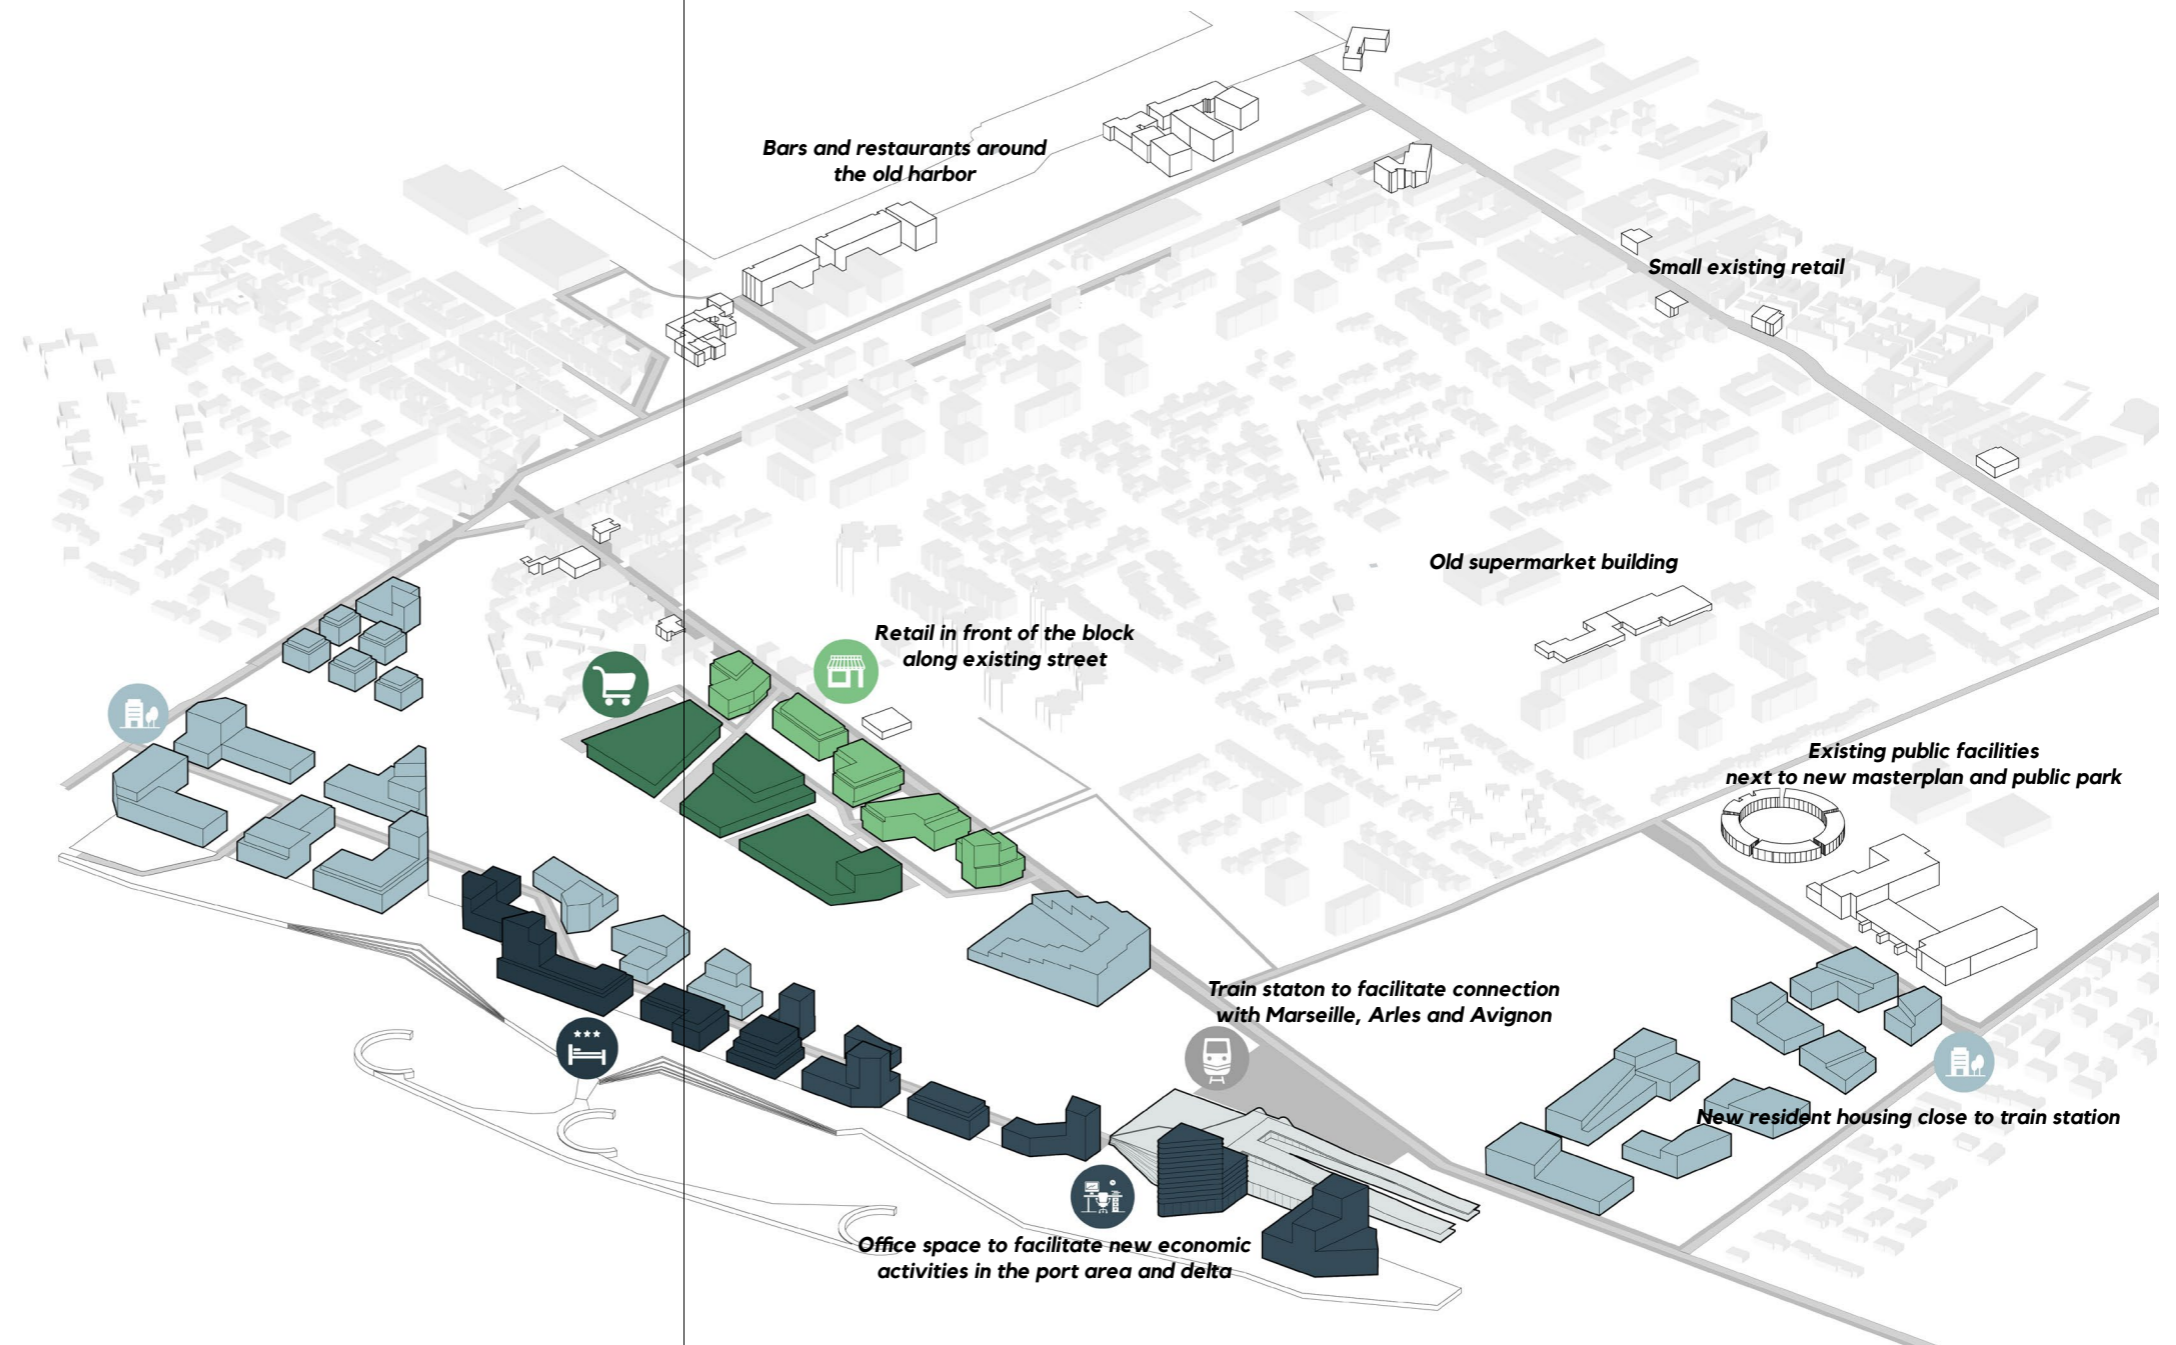 Bars and restaurants around
the old harbor
Small existing retail
Old supermarket building
Retail in front of the block
along existing street
Existing public facilities
next to new masterplan and public park
Train staton to facilitate connection
with Marseille, Arles and Avignon
New resident housing close to train station
Office space to facilitate new economic
activities in the port area and delta